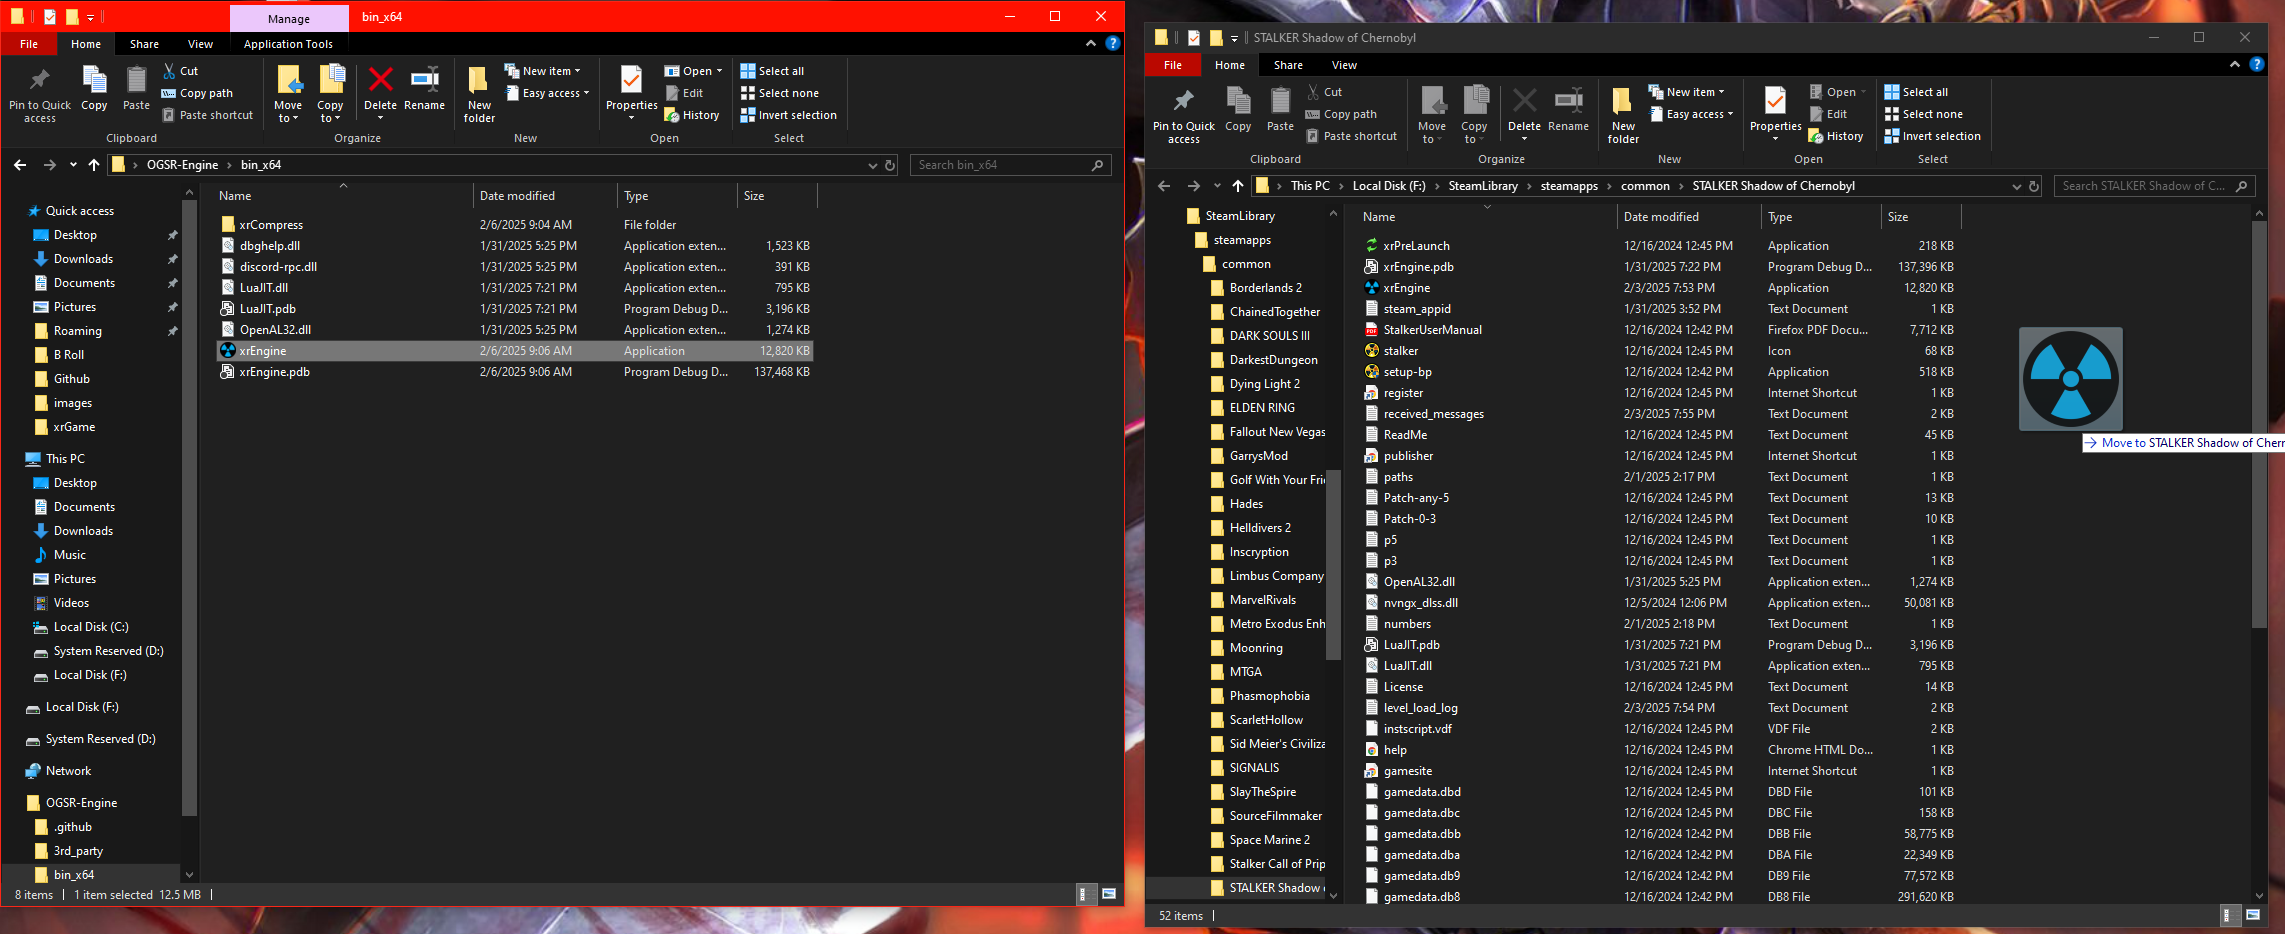 Manage
bin_x64
File
Home
Share
View
Application Tools
Pin to Quick access
Copy
Paste
Cut
Copy path
Paste shortcut
Clipboard
Move to
Copy to
Delete
Rename
Organize
New folder
New item
Easy access
New
Properties
Open
Edit
History
Open
Select all
Select none
Invert selection
Select
OGSR-Engine
bin_x64
Search bin_x64
Quick access
Desktop
Downloads
Documents
Pictures
Roaming
B Roll
Github
images
xrGame
This PC
Desktop
Documents
Downloads
Music
Pictures
Videos
Local Disk (C:)
System Reserved (D:)
Local Disk (F:)
Local Disk (F:)
System Reserved (D:)
Network
OGSR-Engine
.github
3rd_party
bin_x64
Name Date modified Type Size
xrCompress 2/6/2025 9:04 AM File folder
dbghelp.dll 1/31/2025 5:25 PM Application exten... 1,523 KB
discord-rpc.dll 1/31/2025 5:25 PM Application exten... 391 KB
LuaJIT.dll 1/31/2025 7:21 PM Application exten... 795 KB
LuaJIT.pdb 1/31/2025 7:21 PM Program Debug D... 3,196 KB
OpenAL32.dll 1/31/2025 5:25 PM Application exten... 1,274 KB
xrEngine 2/6/2025 9:06 AM Application 12,820 KB
xrEngine.pdb 2/6/2025 9:06 AM Program Debug D... 137,468 KB
8 items 1 item selected 12.5 MB
STALKER Shadow of Chernobyl
File
Home
Share
View
Pin to Quick access
Copy
Paste
Cut
Copy path
Paste shortcut
Clipboard
Move to
Copy to
Delete
Rename
Organize
New folder
New item
Easy access
New
Properties
Open
Edit
History
Open
Select all
Select none
Invert selection
Select
This PC
Local Disk (F:)
SteamLibrary
steamapps
common
STALKER Shadow of Chernobyl
Search STALKER Shadow of C...
SteamLibrary
steamapps
common
Borderlands 2
ChainedTogether
DARK SOULS III
DarkestDungeon
Dying Light 2
ELDEN RING
Fallout New Vegas
GarrysMod
Golf With Your Frie
Hades
Helldivers 2
Inscryption
Limbus Company
MarvelRivals
Metro Exodus Enh
Moonring
MTGA
Phasmophobia
ScarletHollow
Sid Meier's Civiliza
SIGNALIS
SlayTheSpire
SourceFilmmaker
Space Marine 2
Stalker Call of Prip
STALKER Shadow o
Name Date modified Type Size
xrPreLaunch 12/16/2024 12:45 PM Application 218 KB
xrEngine.pdb 1/31/2025 7:22 PM Program Debug D... 137,396 KB
xrEngine 2/3/2025 7:53 PM Application 12,820 KB
steam_appid 1/31/2025 3:52 PM Text Document 1 KB
StalkerUserManual 12/16/2024 12:42 PM Firefox PDF Docu... 7,712 KB
stalker 12/16/2024 12:45 PM Icon 68 KB
setup-bp 12/16/2024 12:42 PM Application 518 KB
register 12/16/2024 12:45 PM Internet Shortcut 1 KB
received_messages 2/3/2025 7:55 PM Text Document 2 KB
ReadMe 12/16/2024 12:45 PM Text Document 45 KB
publisher 12/16/2024 12:45 PM Internet Shortcut 1 KB
paths 2/1/2025 2:17 PM Text Document 1 KB
Patch-any-5 12/16/2024 12:45 PM Text Document 13 KB
Patch-0-3 12/16/2024 12:45 PM Text Document 10 KB
p5 12/16/2024 12:45 PM Text Document 1 KB
p3 12/16/2024 12:45 PM Text Document 1 KB
OpenAL32.dll 1/31/2025 5:25 PM Application exten... 1,274 KB
nvngx_dlss.dll 12/5/2024 12:06 PM Application exten... 50,081 KB
numbers 2/1/2025 2:18 PM Text Document 1 KB
LuaJIT.pdb 1/31/2025 7:21 PM Program Debug D... 3,196 KB
LuaJIT.dll 1/31/2025 7:21 PM Application exten... 795 KB
License 12/16/2024 12:45 PM Text Document 14 KB
level_load_log 2/3/2025 7:54 PM Text Document 2 KB
instscript.vdf 12/16/2024 12:45 PM VDF File 2 KB
help 12/16/2024 12:45 PM Chrome HTML Do... 1 KB
gamesite 12/16/2024 12:45 PM Internet Shortcut 1 KB
gamedata.dbd 12/16/2024 12:45 PM DBD File 101 KB
gamedata.dbc 12/16/2024 12:45 PM DBC File 158 KB
gamedata.dbb 12/16/2024 12:42 PM DBB File 58,775 KB
gamedata.dba 12/16/2024 12:42 PM DBA File 22,349 KB
gamedata.db9 12/16/2024 12:42 PM DB9 File 77,572 KB
gamedata.db8 12/16/2024 12:42 PM DB8 File 291,620 KB
Move to STALKER Shadow of Cherr
52 items